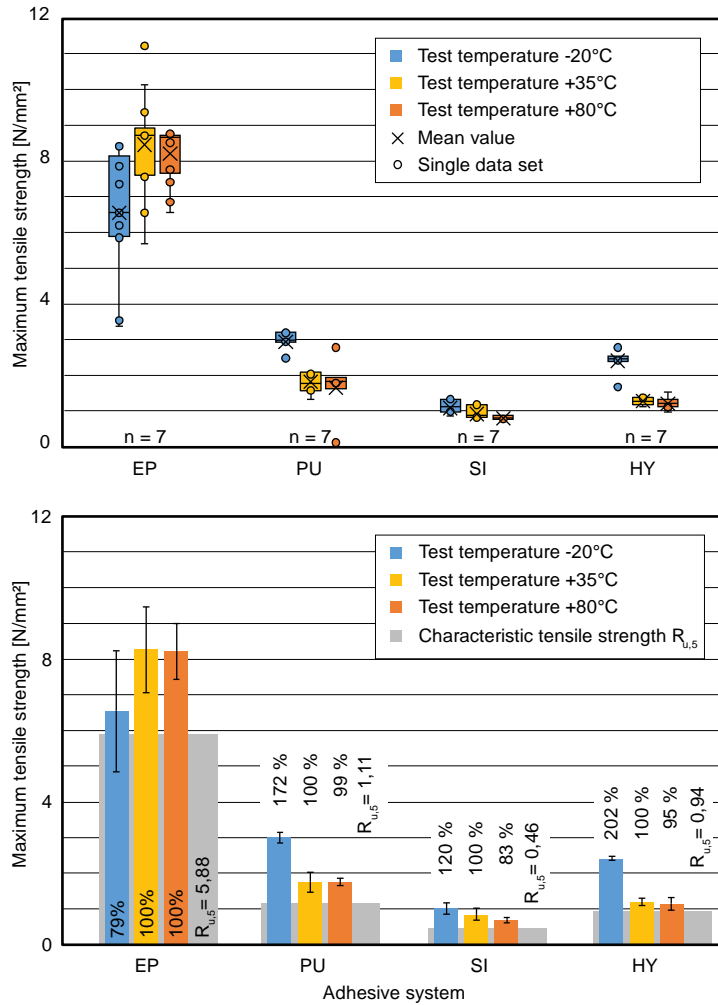 12
8
4
0
Maximum tensile strength [N/mm²]
Test temperature -20°C
Test temperature +35°C
Test temperature +80°C
Mean value
Single data set
n = 7
n = 7
n = 7
n = 7
EP
PU
SI
HY
12
8
4
0
Maximum tensile strength [N/mm²]
Test temperature -20°C
Test temperature +35°C
Test temperature +80°C
Characteristic tensile strength Ru,5
79%
100%
100%
Ru,5= 5,88
172 %
100 %
99 %
Ru,5= 1,11
120 %
100 %
83 %
Ru,5= 0,46
202 %
100 %
95 %
Ru,5= 0,94
EP
PU
SI
HY
Adhesive system